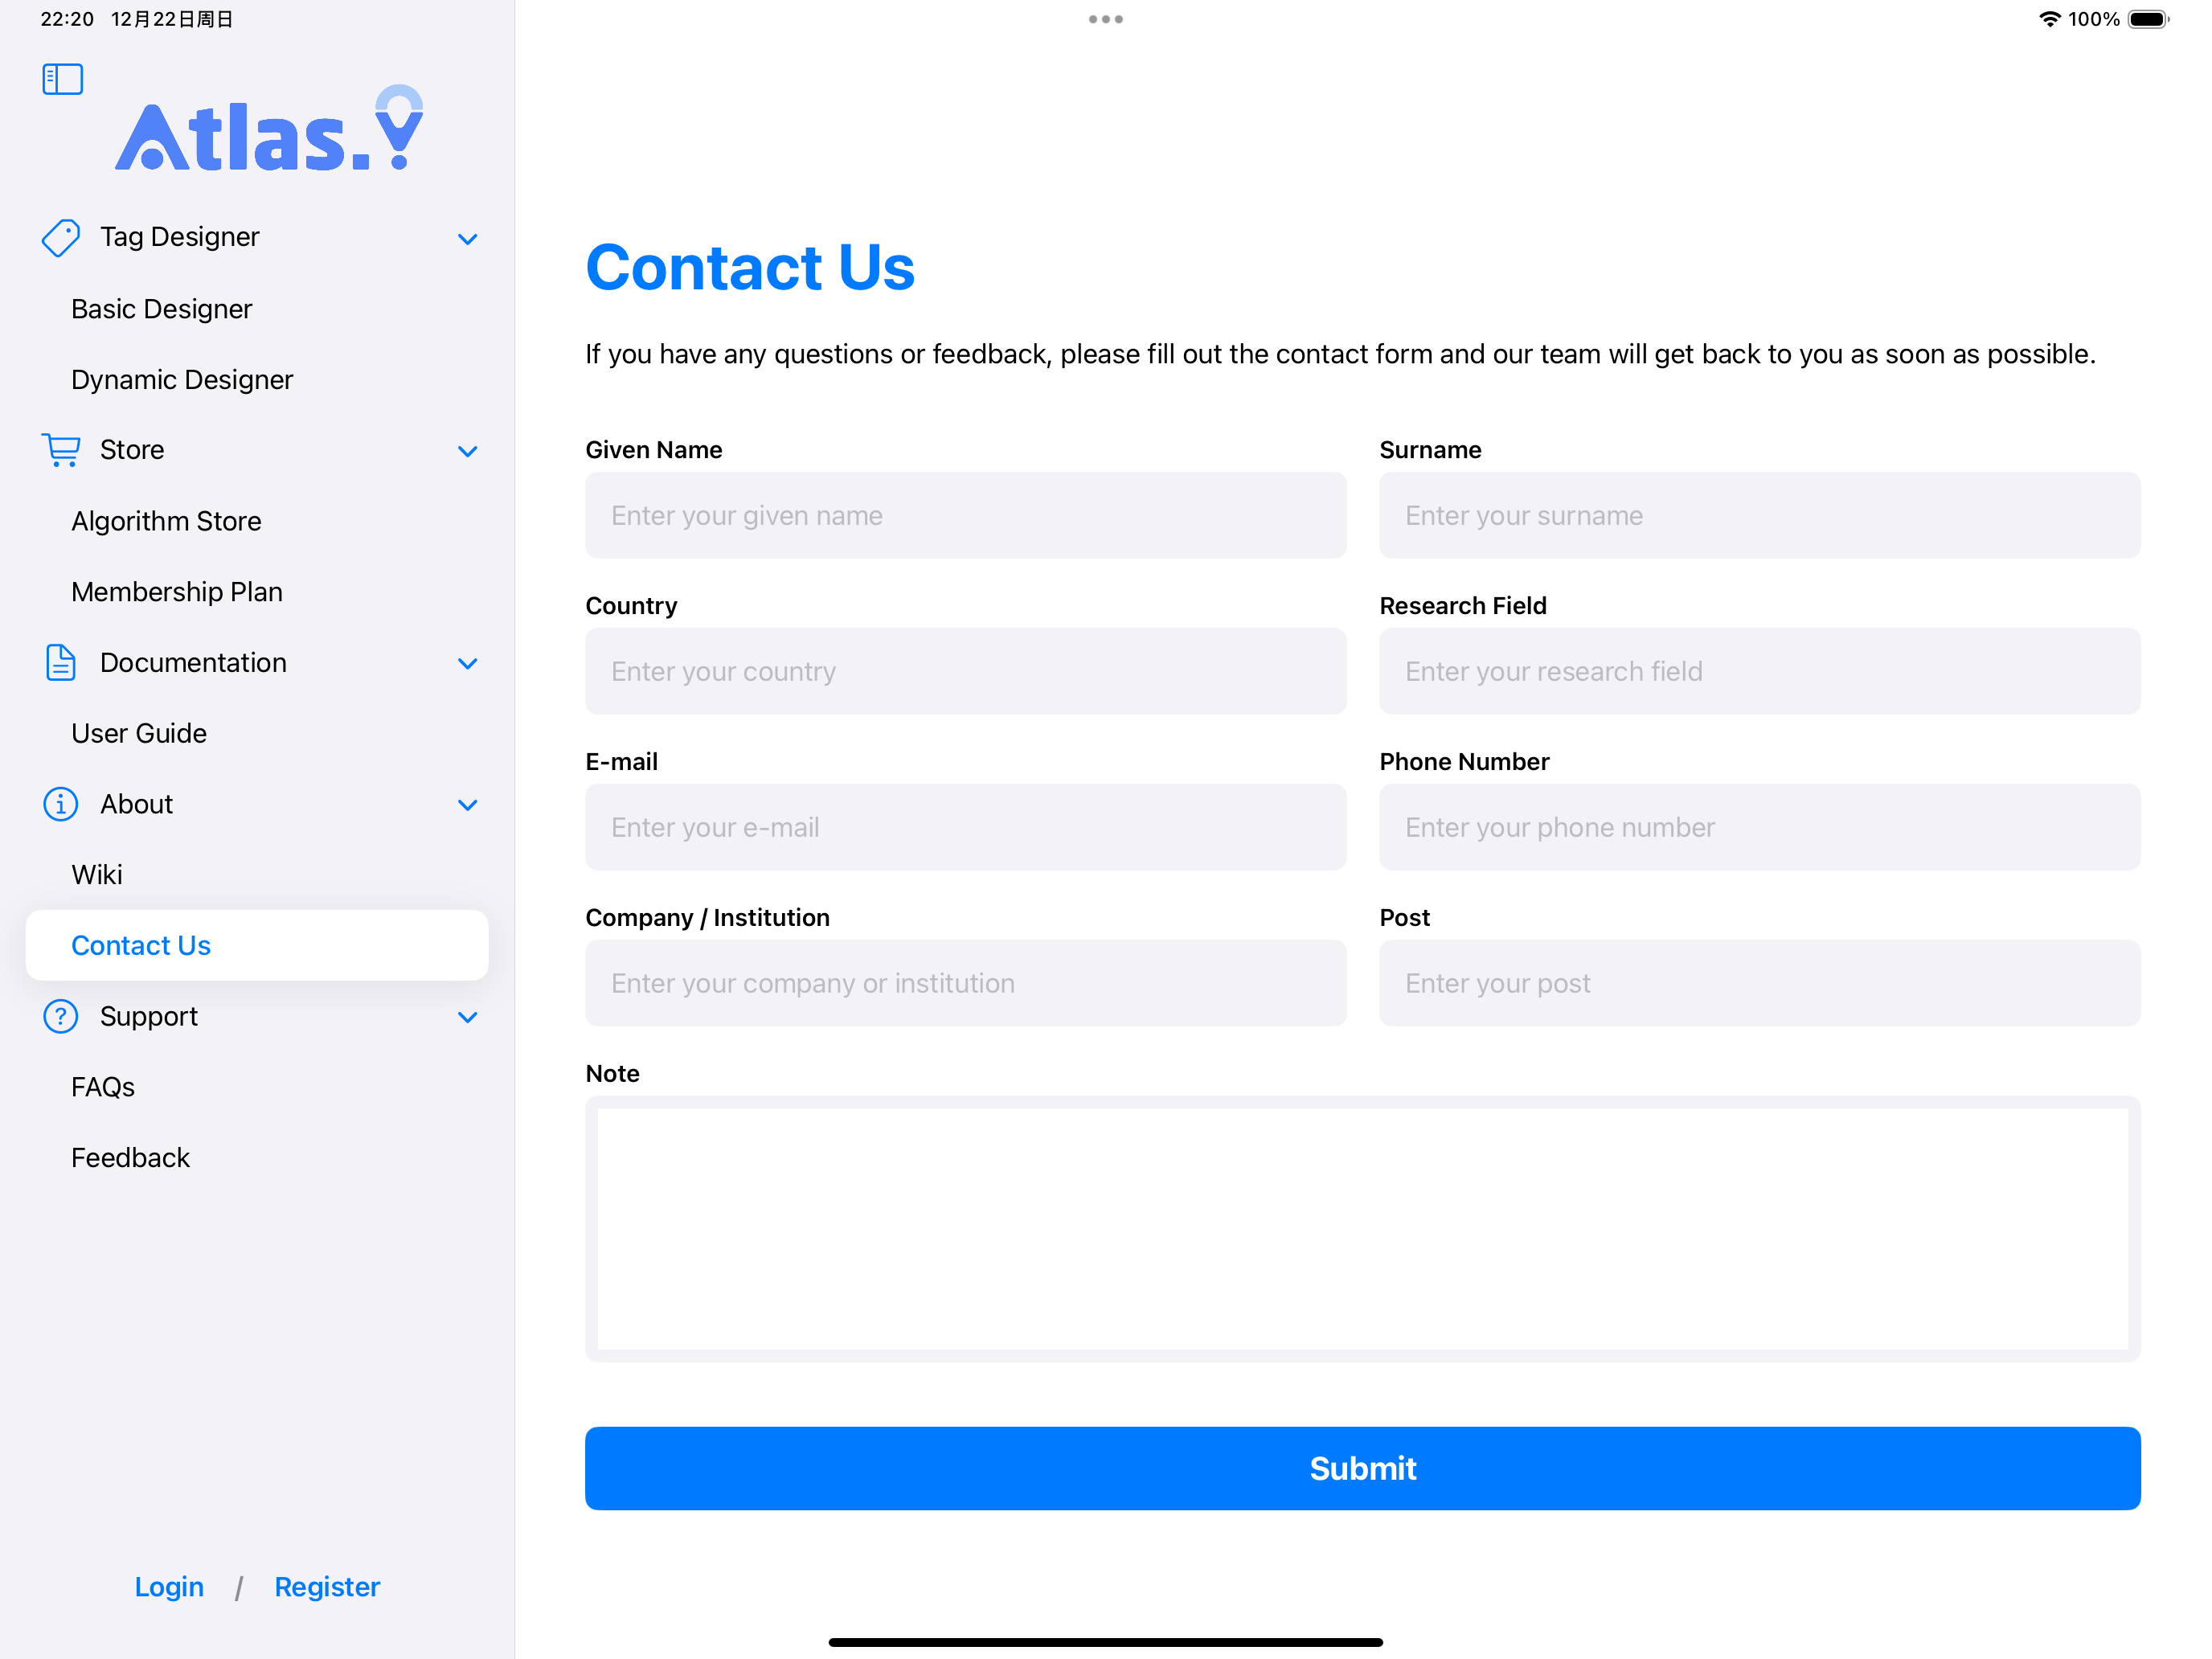 22:20 12月22日周日
100%
Atlas.
Tag Designer
Basic Designer
Dynamic Designer
Store
Algorithm Store
Membership Plan
Documentation
User Guide
About
Wiki
Contact Us
Support
FAQs
Feedback
Login / Register
Contact Us
If you have any questions or feedback, please fill out the contact form and our team will get back to you as soon as possible.
Given Name
Enter your given name
Surname
Enter your surname
Country
Enter your country
Research Field
Enter your research field
E-mail
Enter your e-mail
Phone Number
Enter your phone number
Company / Institution
Enter your company or institution
Post
Enter your post
Note
Submit